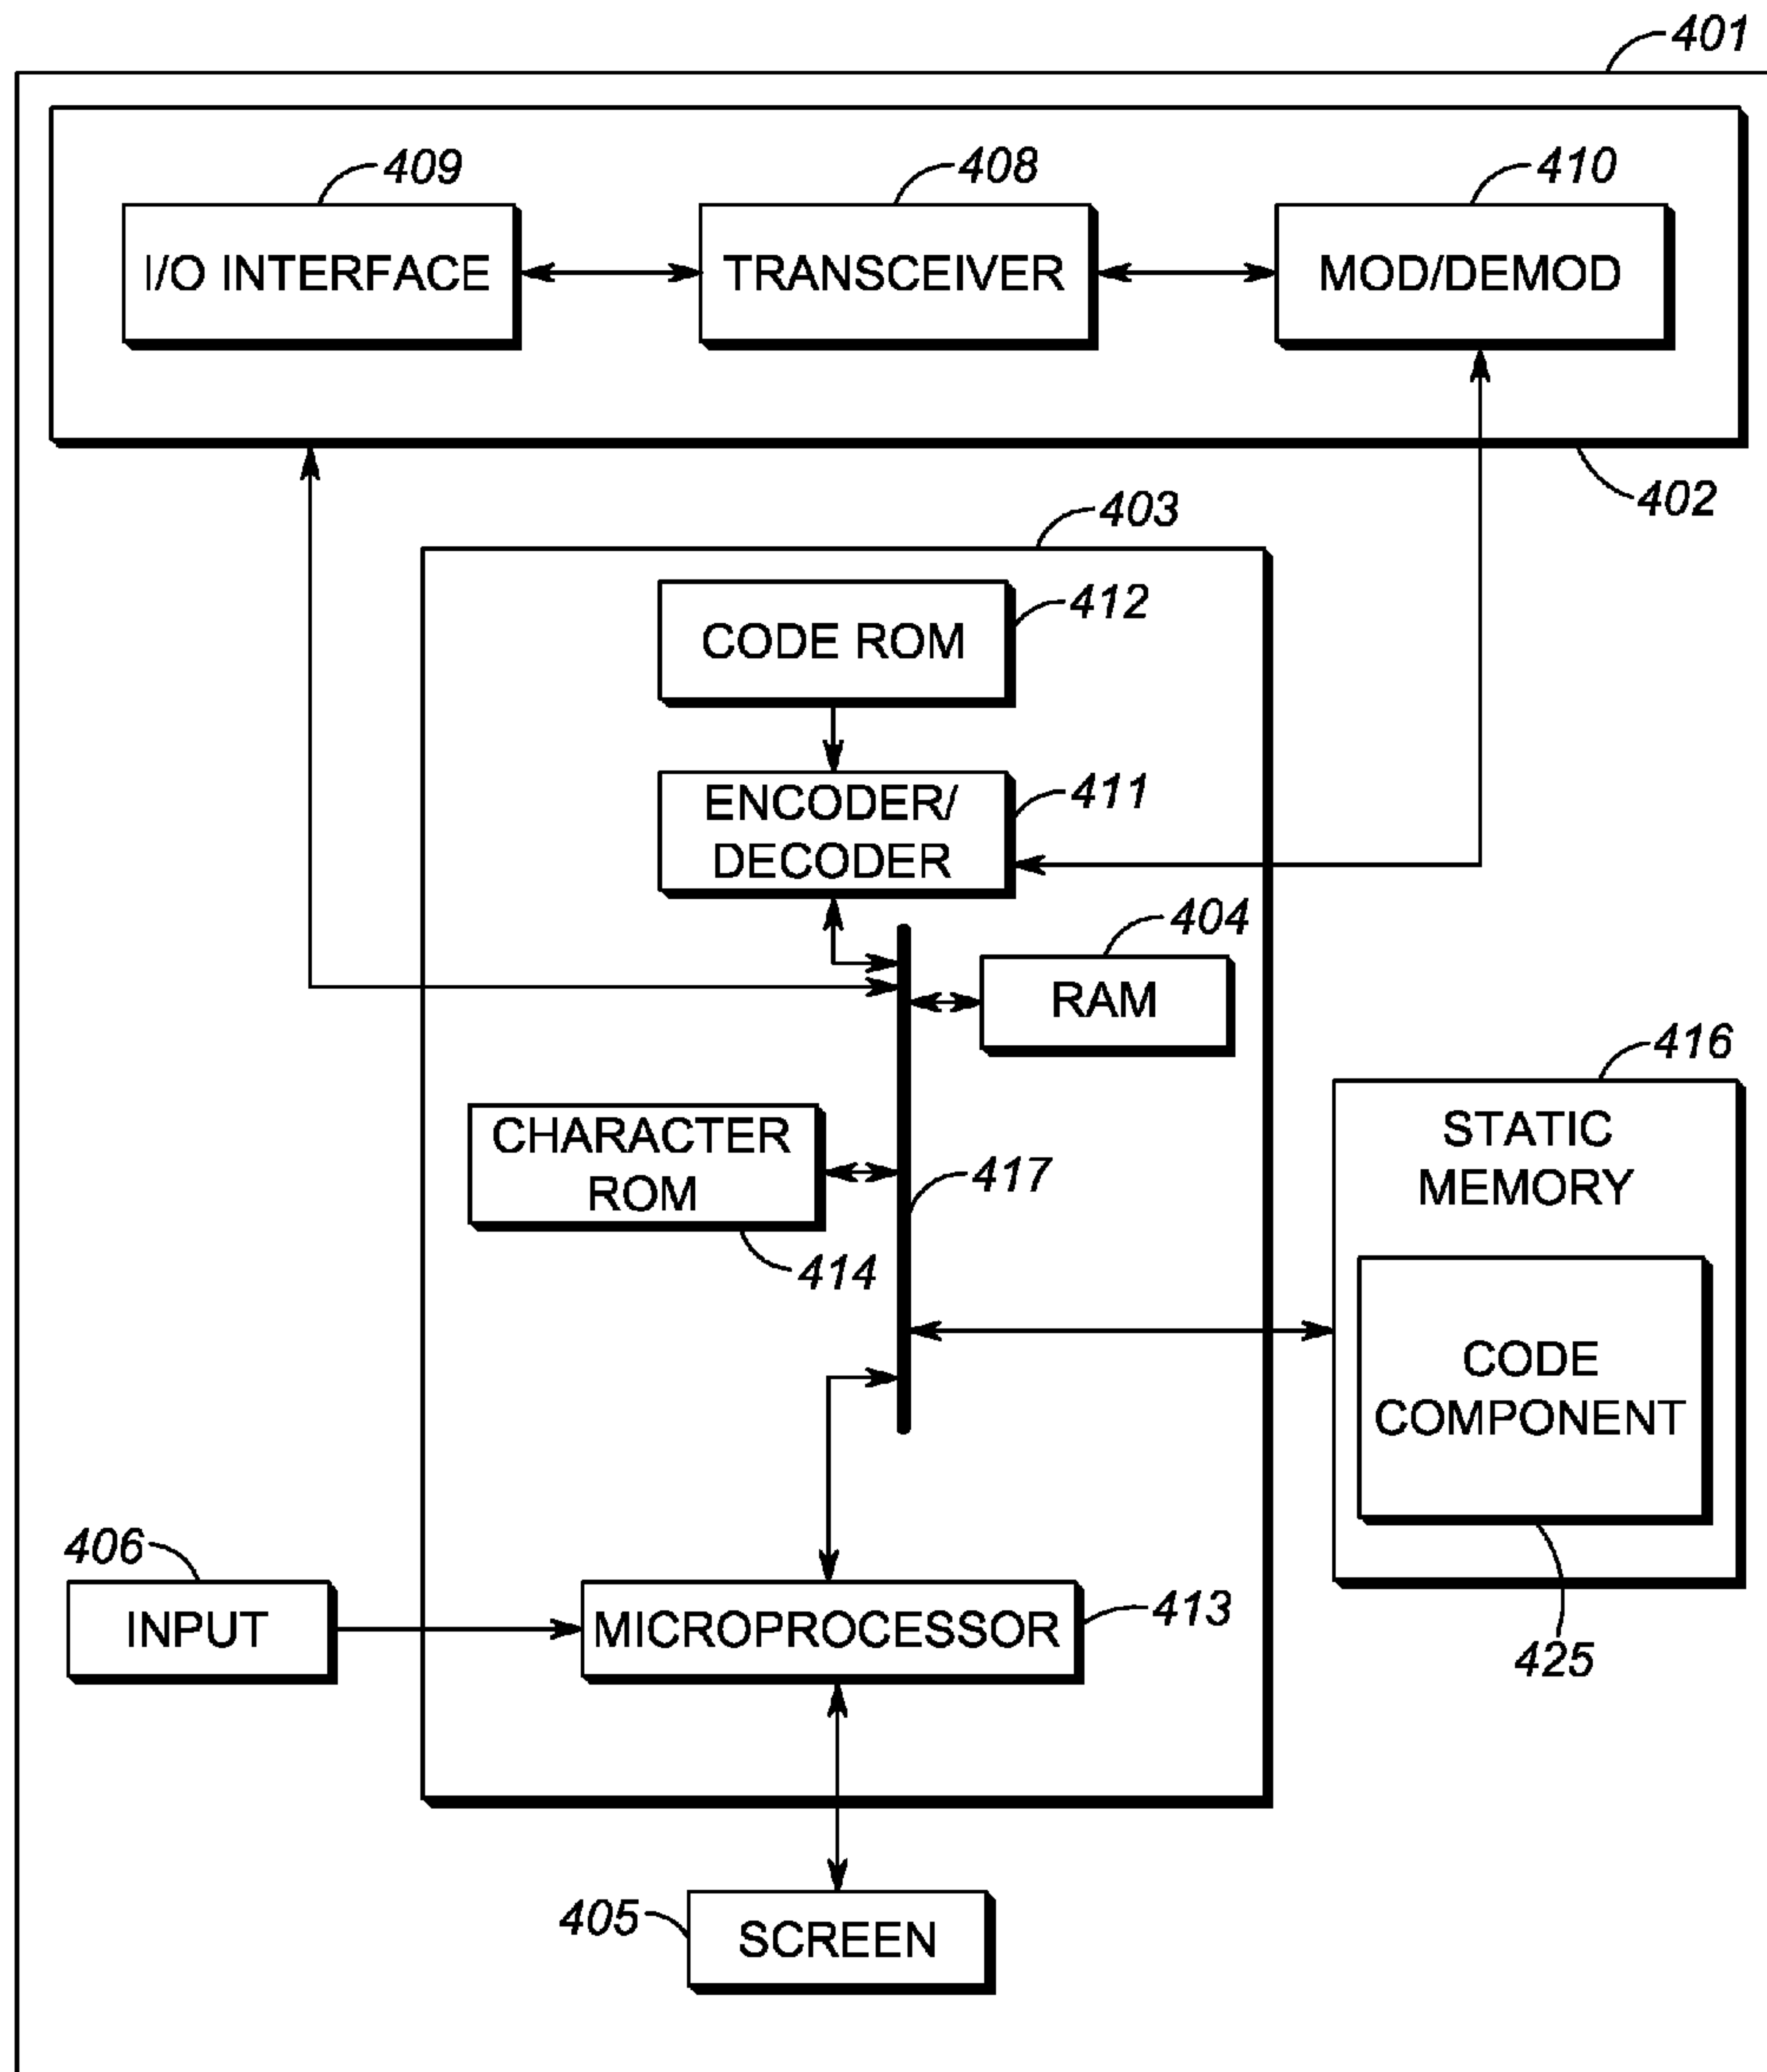 401
409
408
410
I/O INTERFACE
TRANSCEIVER
MOD/DEMOD
402
403
412
CODE ROM
411
ENCODER/
DECODER
404
RAM
416
STATIC
MEMORY
CHARACTER
ROM
417
414
CODE
COMPONENT
406
INPUT
MICROPROCESSOR
413
425
405
SCREEN